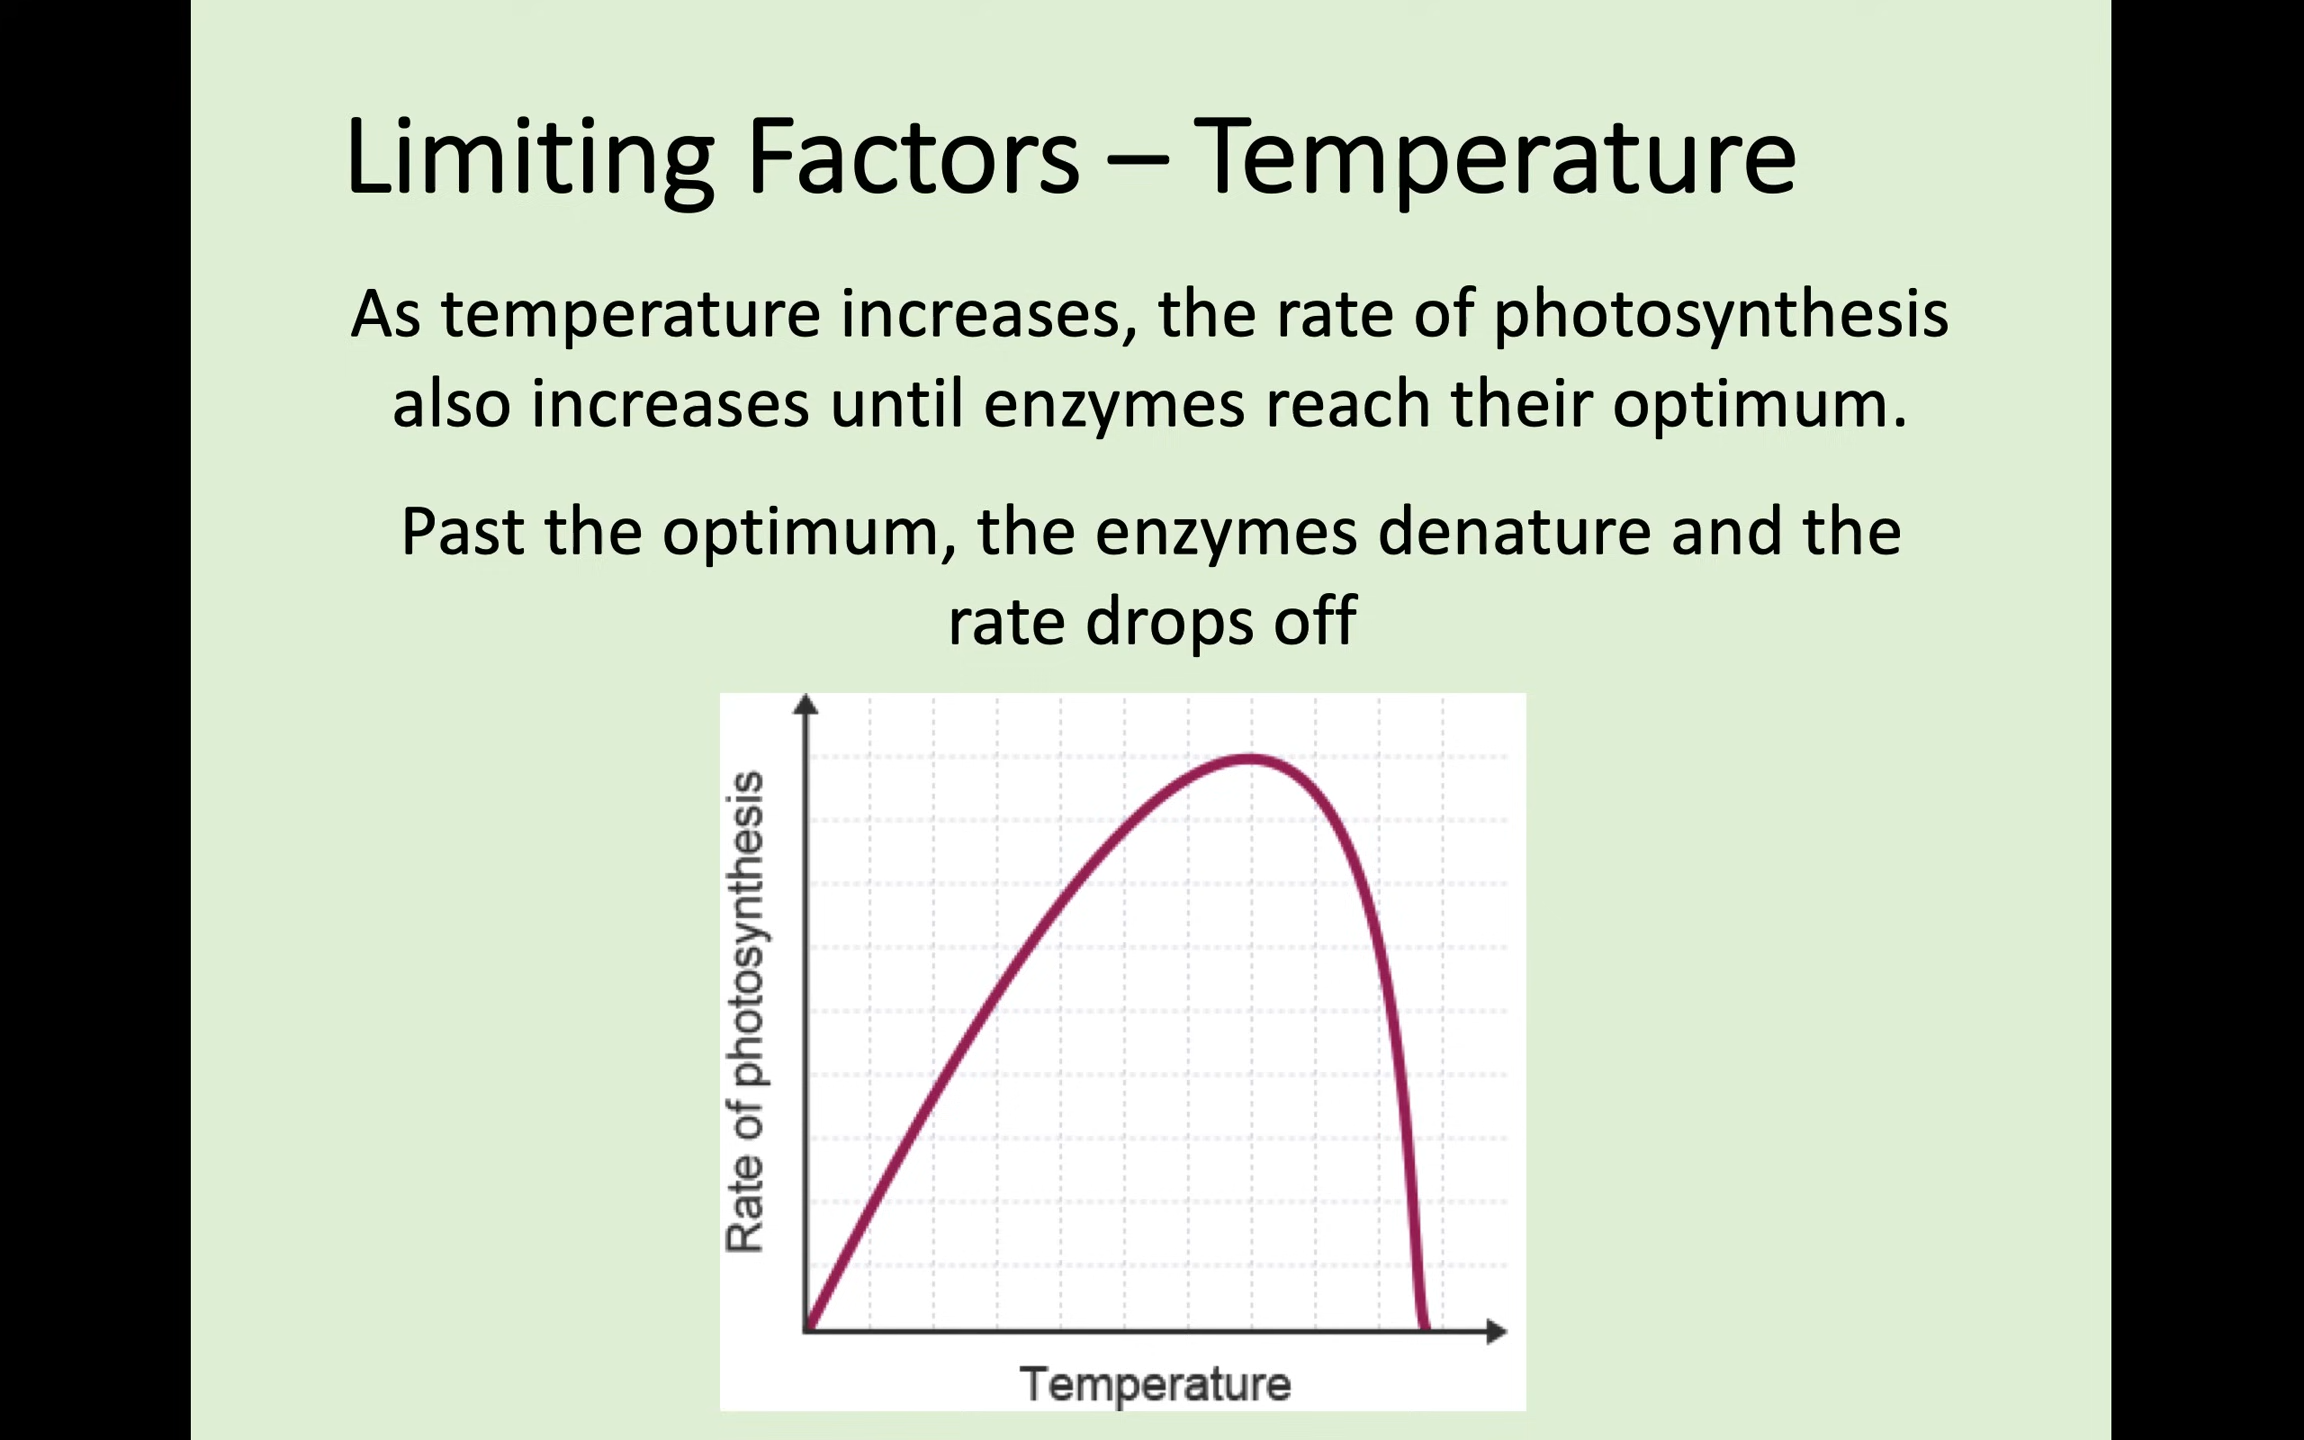 Limiting Factors – Temperature
As temperature increases, the rate of photosynthesis
also increases until enzymes reach their optimum.
Past the optimum, the enzymes denature and the
rate drops off
Rate of photosynthesis
Temperature